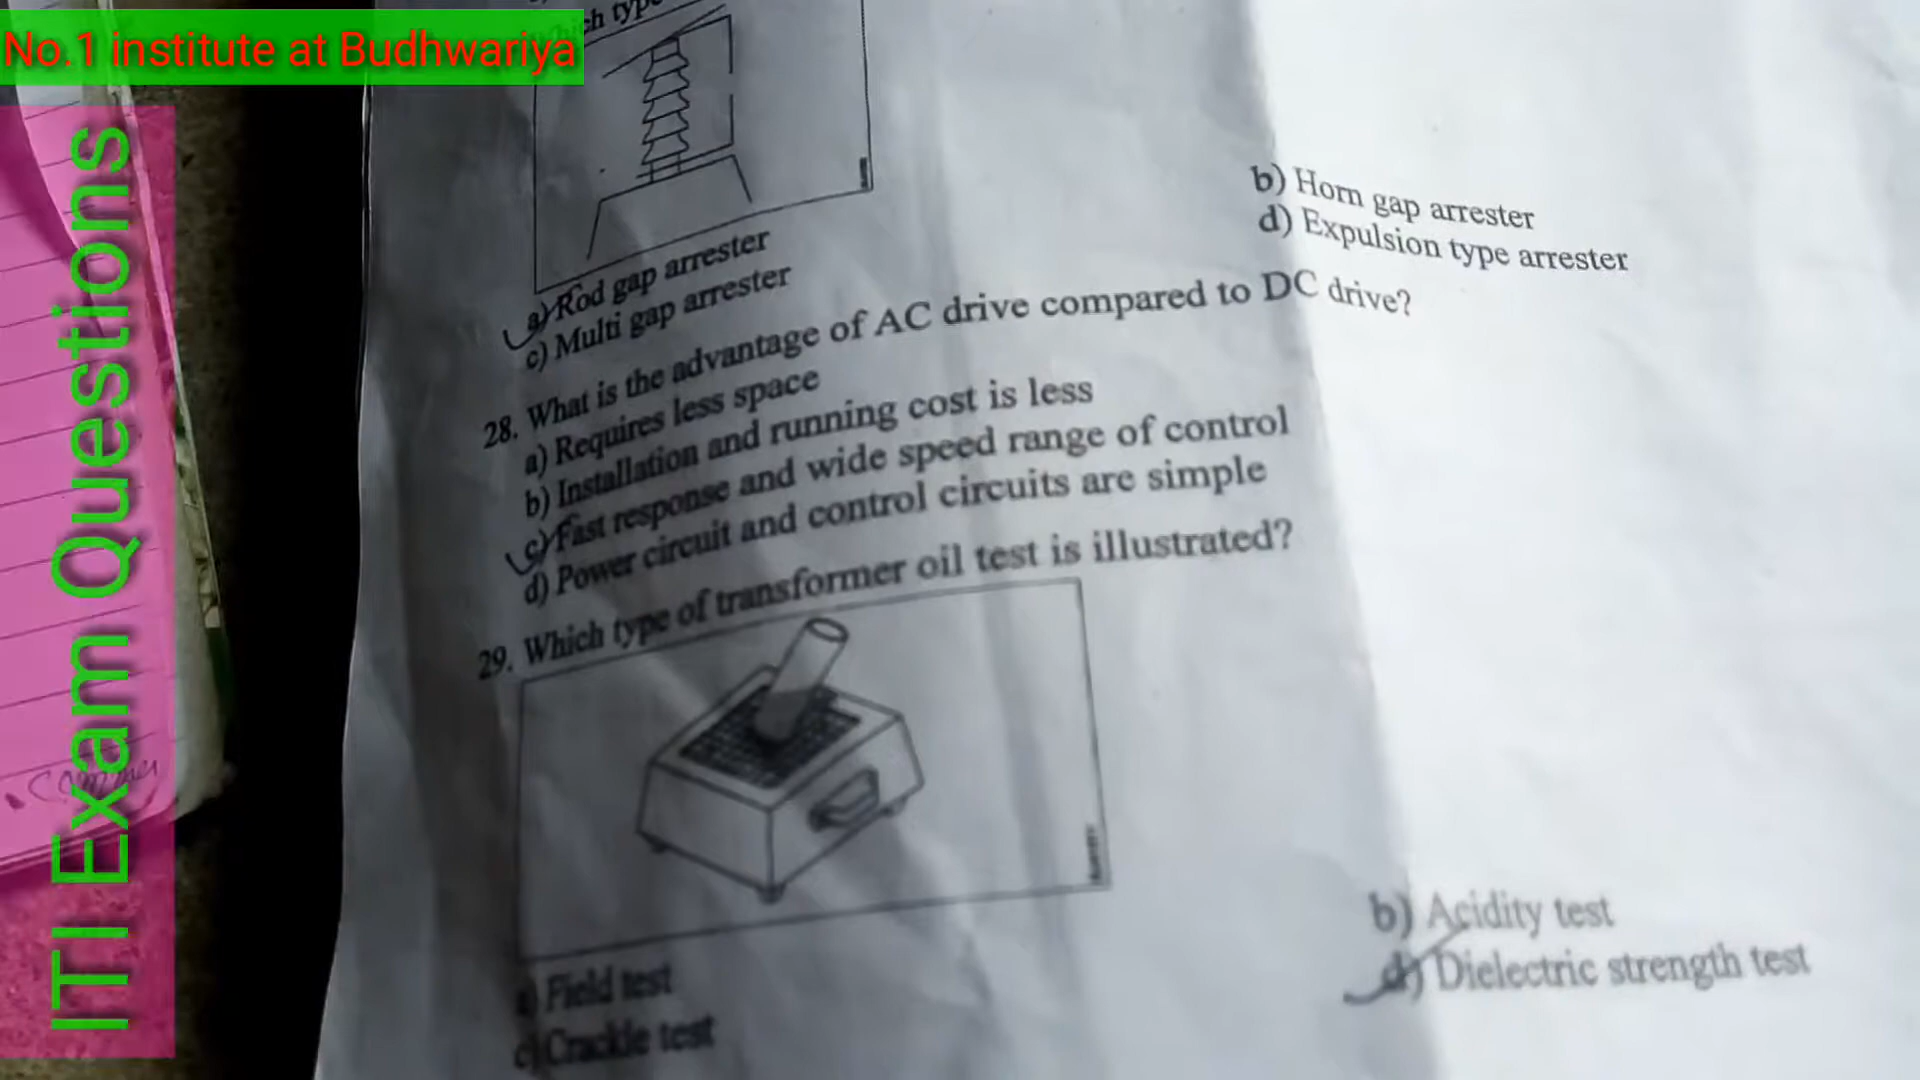 No.1 institute at Budhwariya
ITI Exam Questions
which type
a) Rod gap arrester
b) Horn gap arrester
c) Multi gap arrester
d) Expulsion type arrester
28. What is the advantage of AC drive compared to DC drive?
a) Requires less space
b) Installation and running cost is less
c) Fast response and wide speed range of control
d) Power circuit and control circuits are simple
29. Which type of transformer oil test is illustrated?
a) Field test
b) Acidity test
c) Crackle test
d) Dielectric strength test